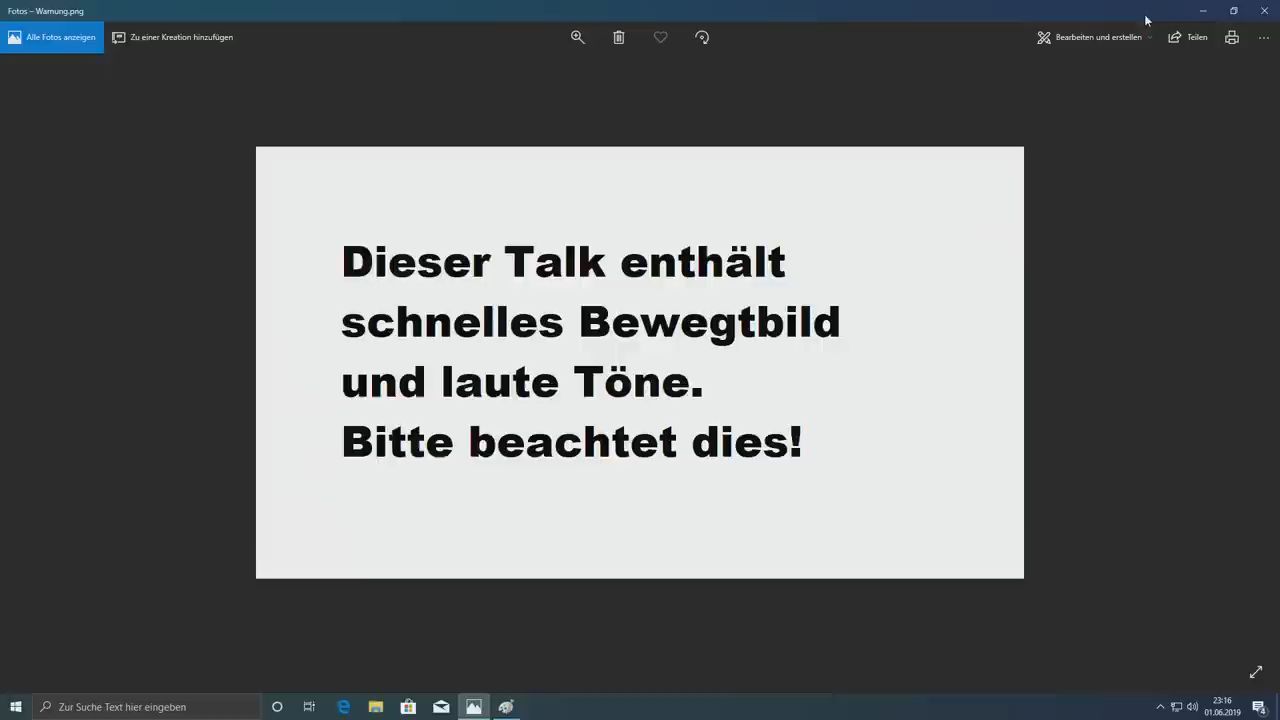 Fotos – Warnung.png
Alle Fotos anzeigen
Zu einer Kreation hinzufügen
Bearbeiten und erstellen
Teilen
Dieser Talk enthält
schnelles Bewegtbild
und laute Töne.
Bitte beachtet dies!
Zur Suche Text hier eingeben
23:16
01.06.2019
4